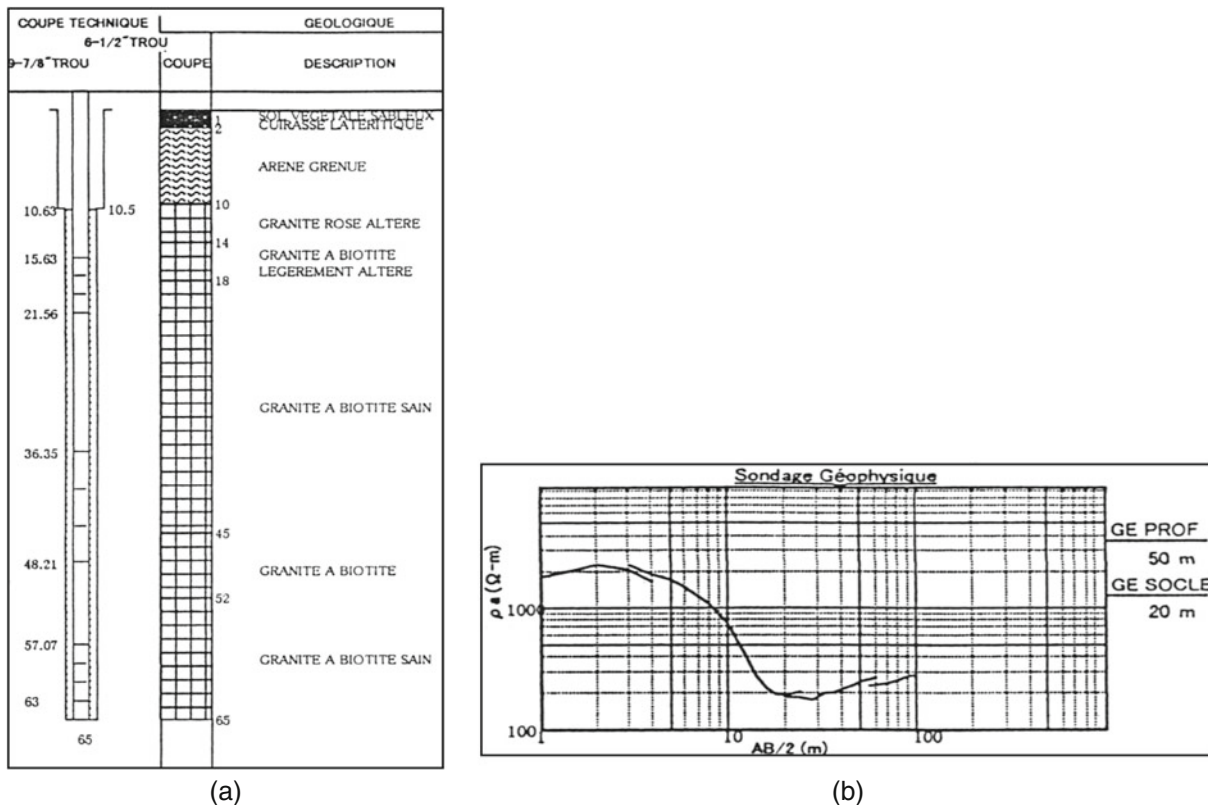 COUPE TECHNIQUE
GEOLOGIQUE
6-1/2"TROU
9-7/8"TROU
COUPE
DESCRIPTION
1
SOL VEGETALE SABLEUX
2
CUIRASSE LATERITIQUE
ARENE GRENUE
10
10.63
10.5
GRANITE ROSE ALTERE
14
15.63
GRANITE A BIOTITE
LEGEREMENT ALTERE
18
21.56
GRANITE A BIOTITE SAIN
36.35
45
48.21
GRANITE A BIOTITE
52
57.07
GRANITE A BIOTITE SAIN
63
65
65
(a)
Sondage Géophysique
GE PROF
50 m
GE SOCLE
20 m
ρa (Ω-m)
1000
100
1
10
100
AB/2 (m)
(b)